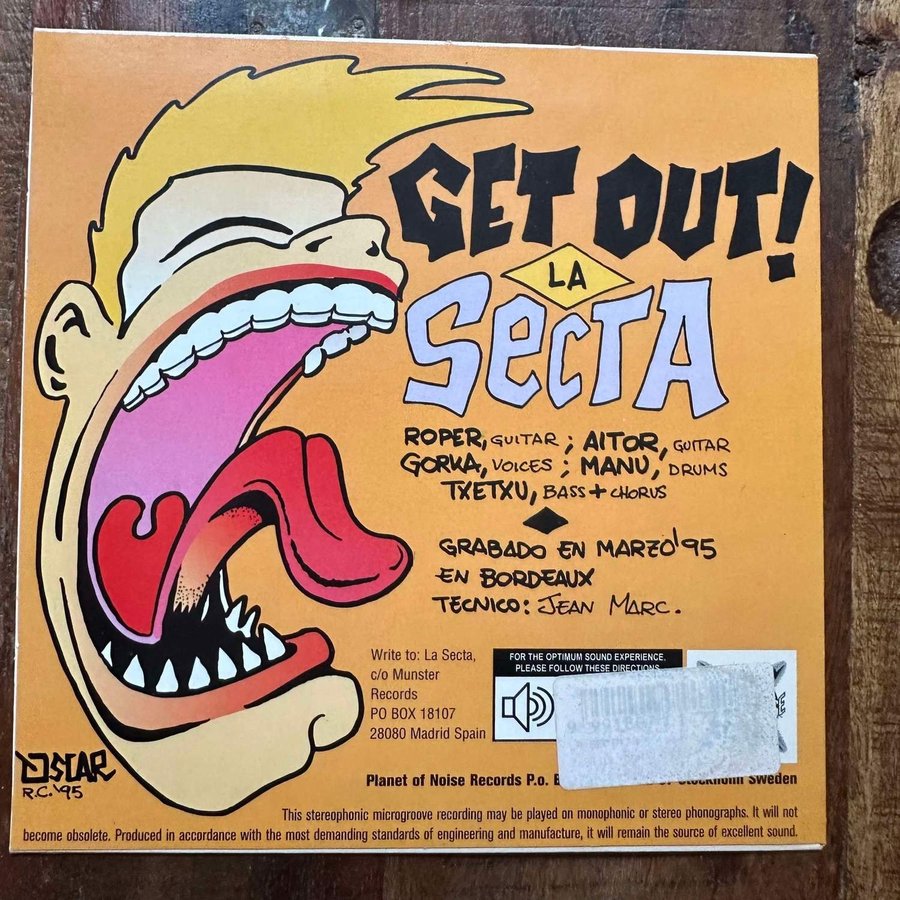 GET OUT!
LA
SECTA
ROPER, GUITAR ; AITOR, GUITAR
GORKA, VOICES ; MANU, DRUMS
TXETXU, BASS + CHORUS
GRABADO EN MARZO'95
EN BORDEAUX
TECNICO: JEAN MARC.
Write to: La Secta,
c/o Munster
Records
PO BOX 18107
28080 Madrid Spain
FOR THE OPTIMUM SOUND EXPERIENCE.
PLEASE FOLLOW THESE DIRECTIONS
Planet of Noise Records P.o. Stockholm Sweden
OSCAR
R.C.'95
This stereophonic microgroove recording may be played on monophonic or stereo phonographs. It will not
become obsolete. Produced in accordance with the most demanding standards of engineering and manufacture, it will remain the source of excellent sound.